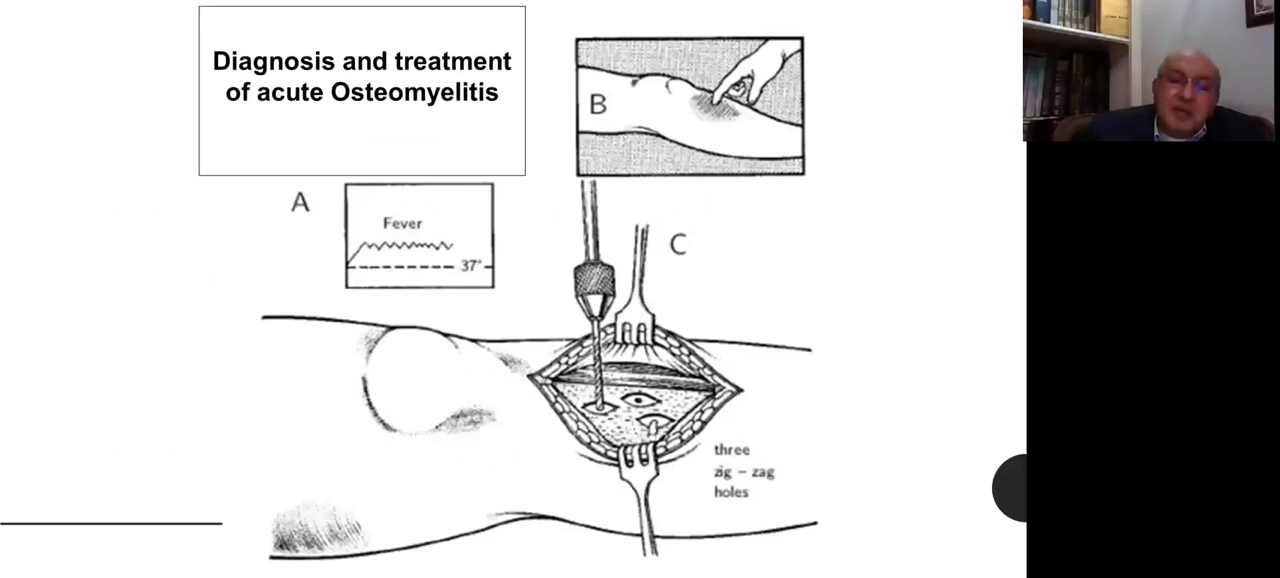 Diagnosis and treatment
of acute Osteomyelitis
B
A
Fever
37°
C
three
zig – zag
holes